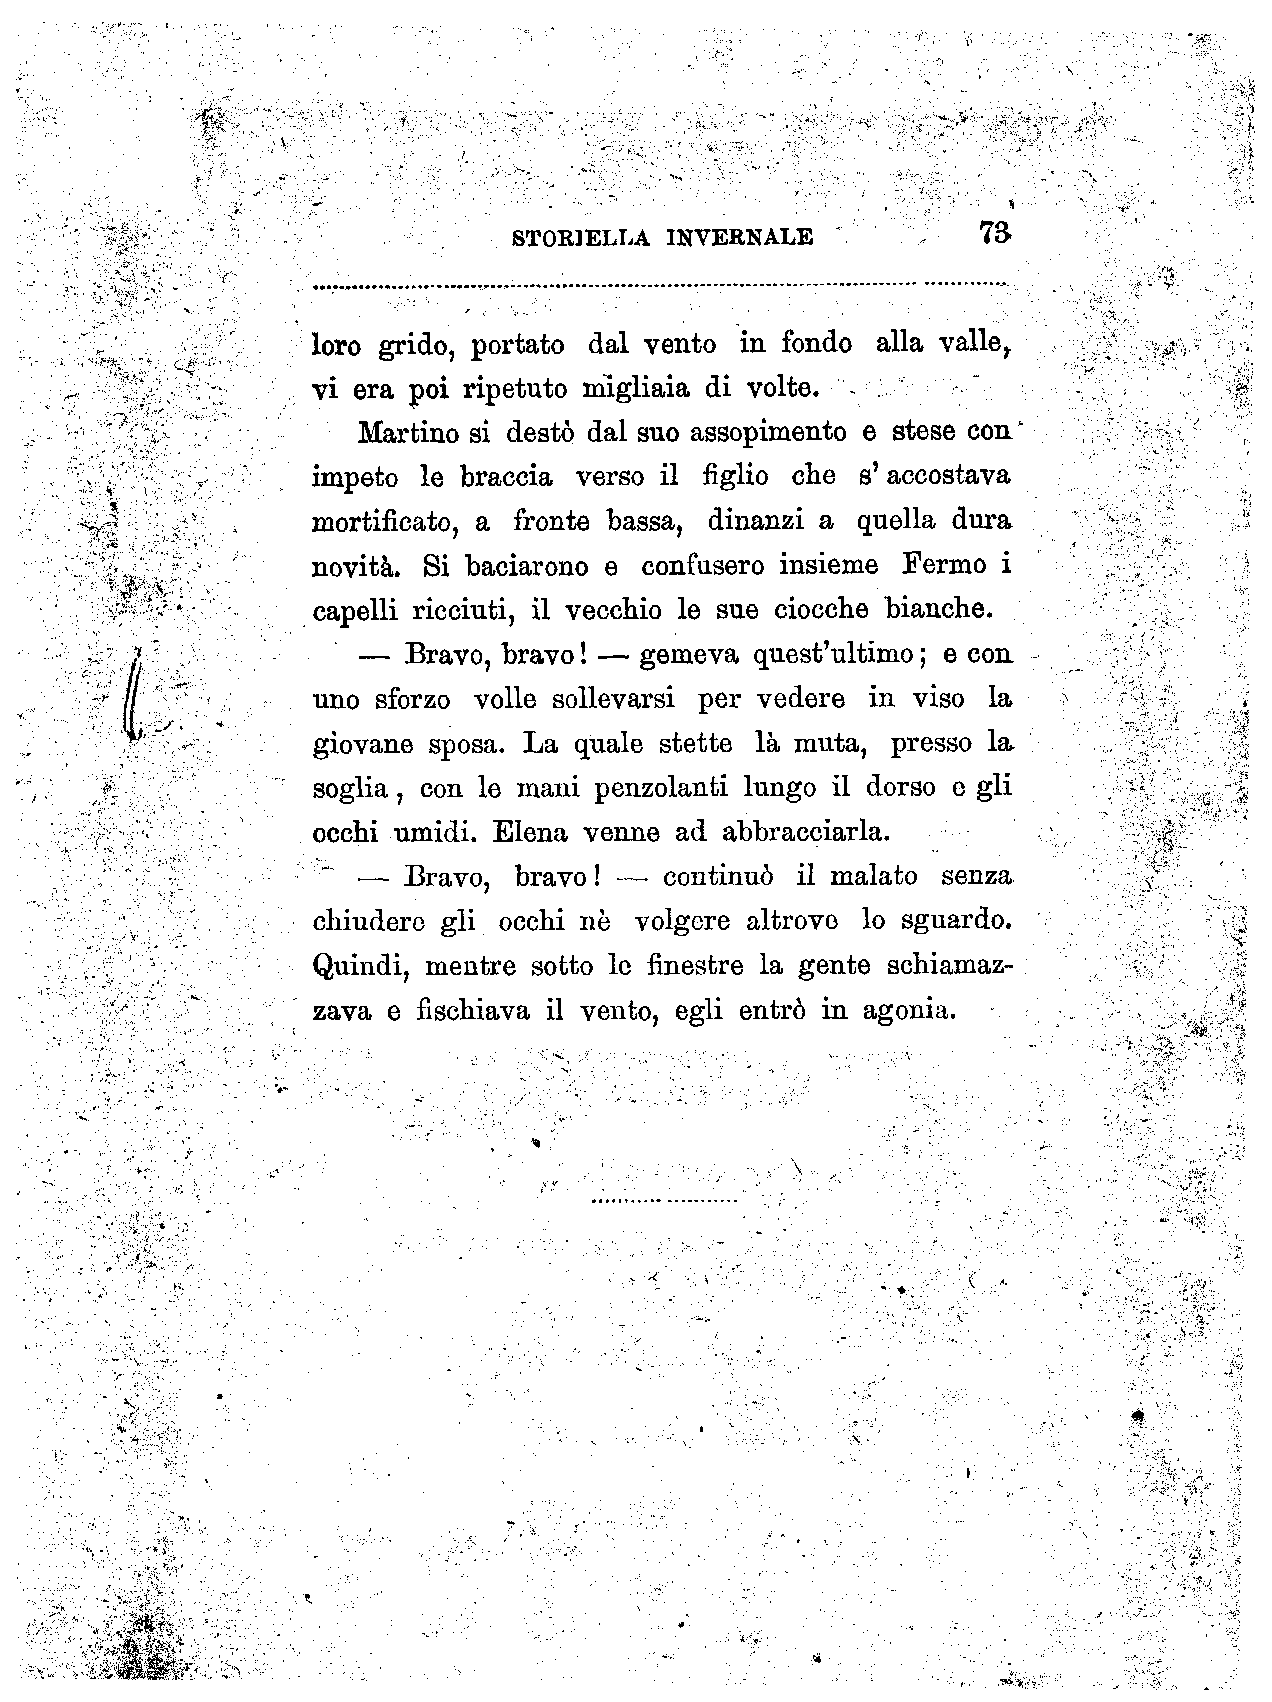 STORIELLA INVERNALE 73
loro grido, portato dal vento in fondo alla valle,
vi era poi ripetuto migliaia di volte.
Martino si destò dal suo assopimento e stese con
impeto le braccia verso il figlio che s' accostava
mortificato, a fronte bassa, dinanzi a quella dura
novità. Si baciarono e confusero insieme Fermo i
capelli ricciuti, il vecchio le sue ciocche bianche.
— Bravo, bravo! — gemeva quest'ultimo; e con
uno sforzo volle sollevarsi per vedere in viso la
giovane sposa. La quale stette là muta, presso la
soglia, con le mani penzolanti lungo il dorso e gli
occhi umidi. Elena venne ad abbracciarla.
— Bravo, bravo! — continuò il malato senza
chiudere gli occhi nè volgere altrove lo sguardo.
Quindi, mentre sotto le finestre la gente schiamaz-
zava e fischiava il vento, egli entrò in agonia.